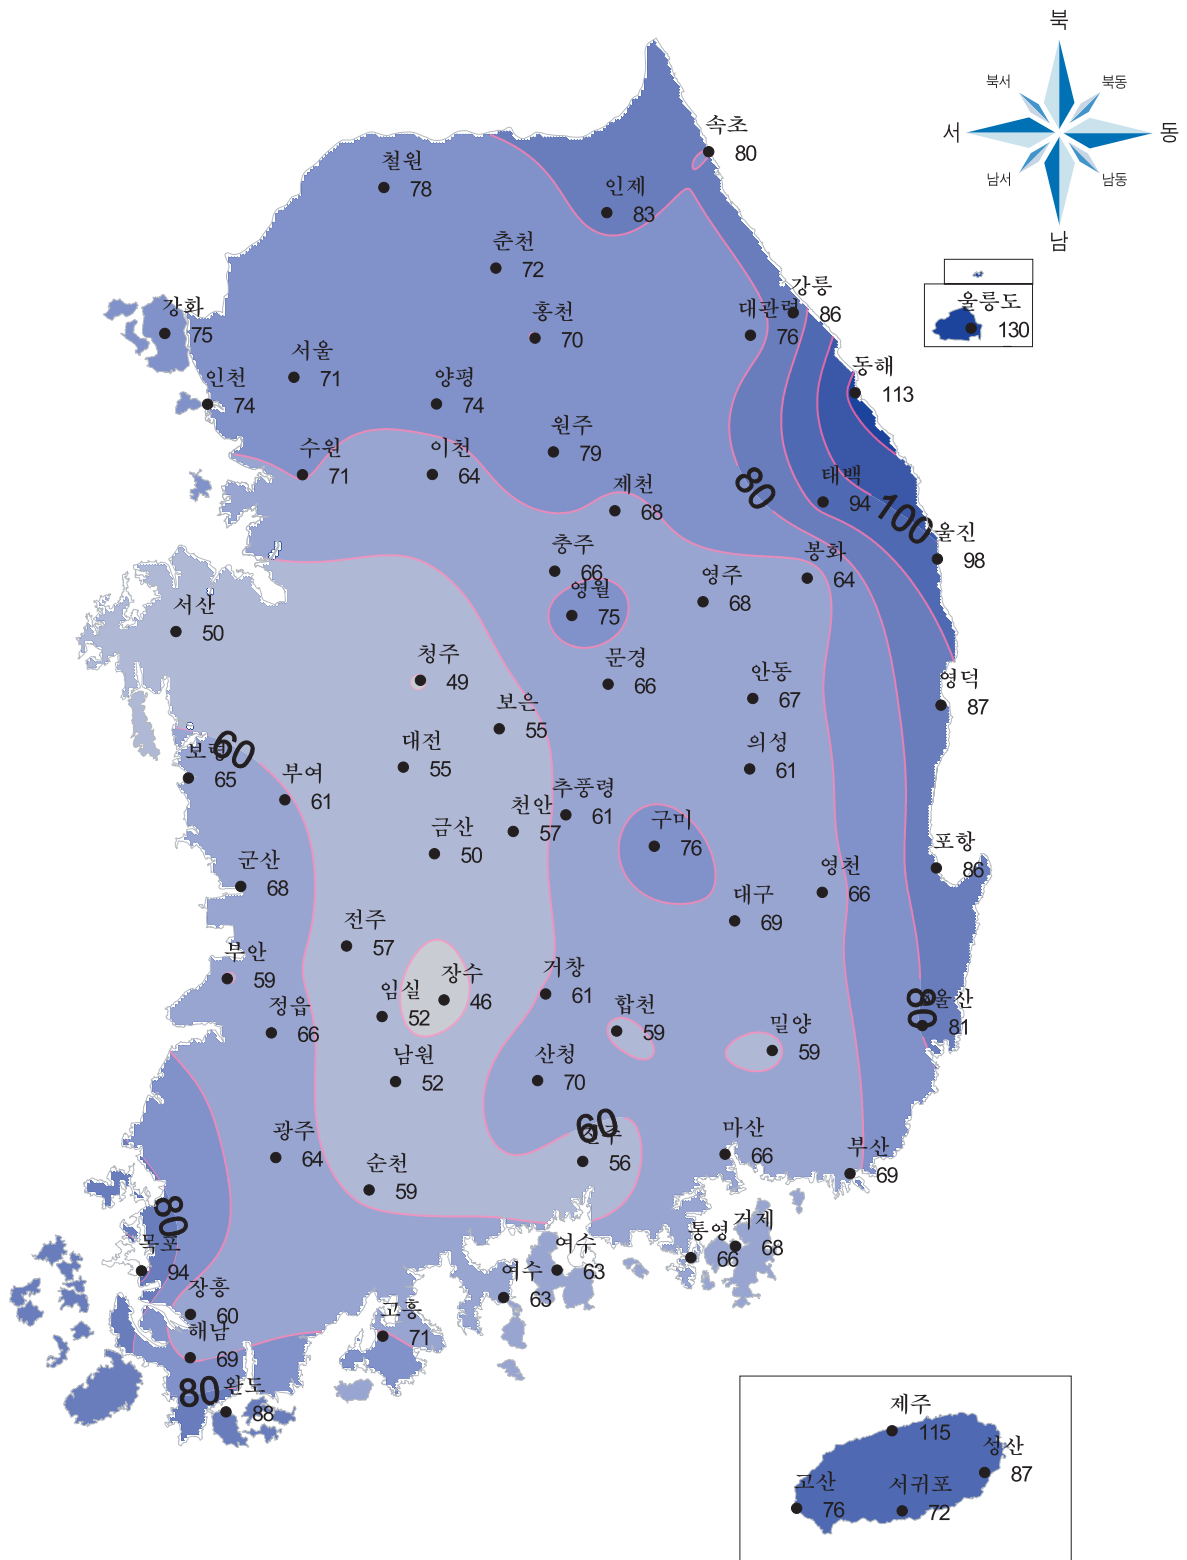 북
북서
북동
서
동
남서
남동
남
속초
80
철원
78
인제
83
춘천
72
울릉도
130
강릉
86
대관령
76
강화
75
홍천
70
동해
113
서울
71
인천
74
양평
74
원주
79
수원
71
이천
64
태백
94
80
제천
68
100
울진
98
충주
66
봉화
64
영월
75
영주
68
서산
50
청주
49
문경
66
안동
67
영덕
87
보은
55
60
보령
65
대전
55
의성
61
부여
61
추풍령
61
천안
57
구미
76
금산
50
포항
86
군산
68
영천
66
대구
69
전주
57
부안
59
장수
46
거창
61
임실
52
정읍
66
합천
59
80
울산
81
밀양
59
남원
52
산청
70
60
진주
56
광주
64
마산
66
부산
69
순천
59
80
목포
94
통영
66
거제
68
여수
63
여수
63
장흥
60
고흥
71
해남
69
80
완도
88
제주
115
성산
87
고산
76
서귀포
72